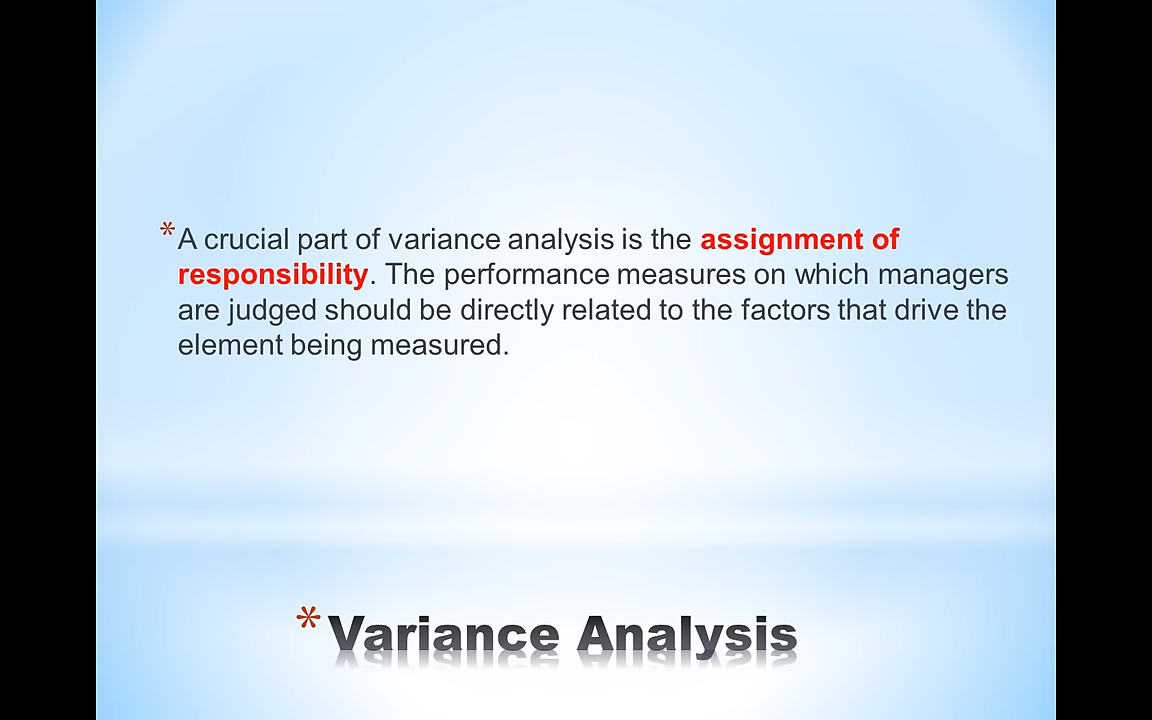 * A crucial part of variance analysis is the assignment of
responsibility. The performance measures on which managers
are judged should be directly related to the factors that drive the
element being measured.
* Variance Analysis